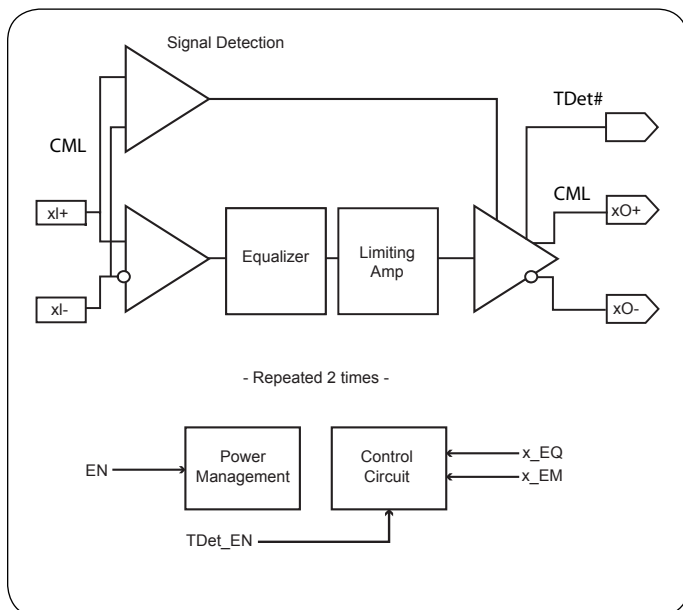 Signal Detection
TDet#
CML
CML
xI+
xO+
Equalizer
Limiting
Amp
xI-
xO-
- Repeated 2 times -
Power
Management
Control
Circuit
EN
x_EQ
x_EM
TDet_EN